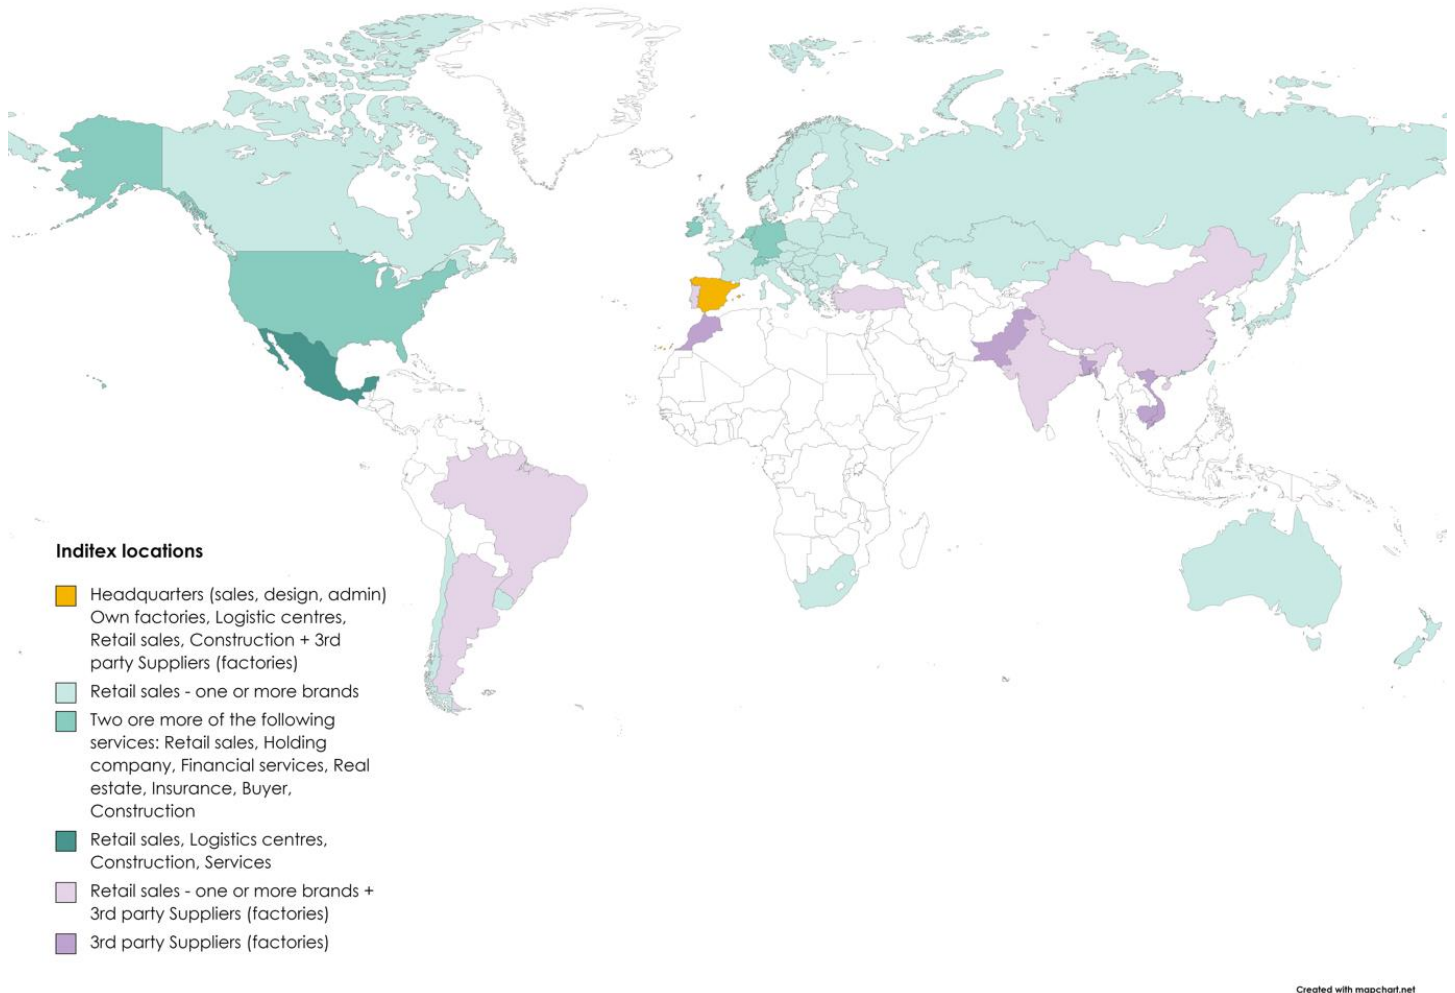 Inditex locations
Headquarters (sales, design, admin)
Own factories, Logistic centres,
Retail sales, Construction + 3rd
party Suppliers (factories)
Retail sales - one or more brands
Two ore more of the following
services: Retail sales, Holding
company, Financial services, Real
estate, Insurance, Buyer,
Construction
Retail sales, Logistics centres,
Construction, Services
Retail sales - one or more brands +
3rd party Suppliers (factories)
3rd party Suppliers (factories)
Created with mapchart.net